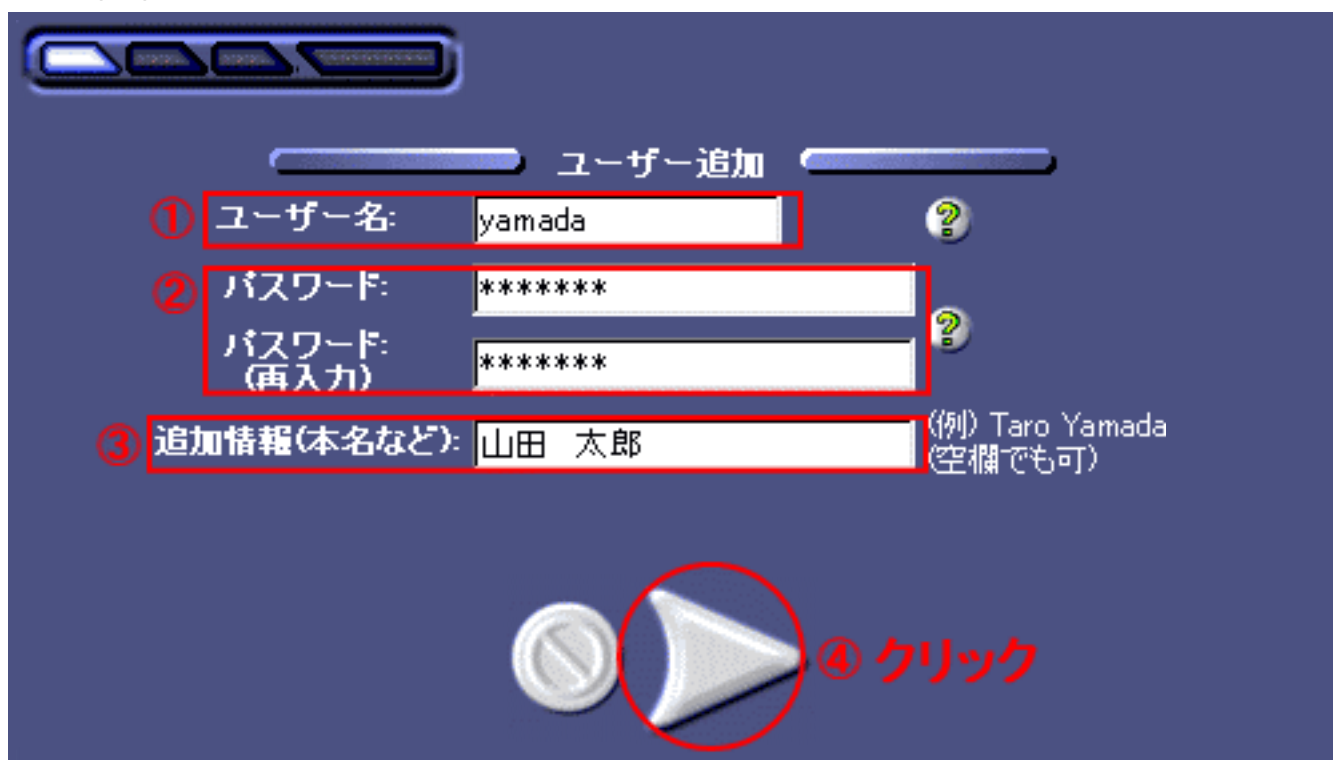 ユーザー追加
① ユーザー名: yamada
② パスワード: *******
パスワード: *******
(再入力)
③ 追加情報(本名など): 山田　太郎 (例) Taro Yamada
(空欄でも可)
④ クリック